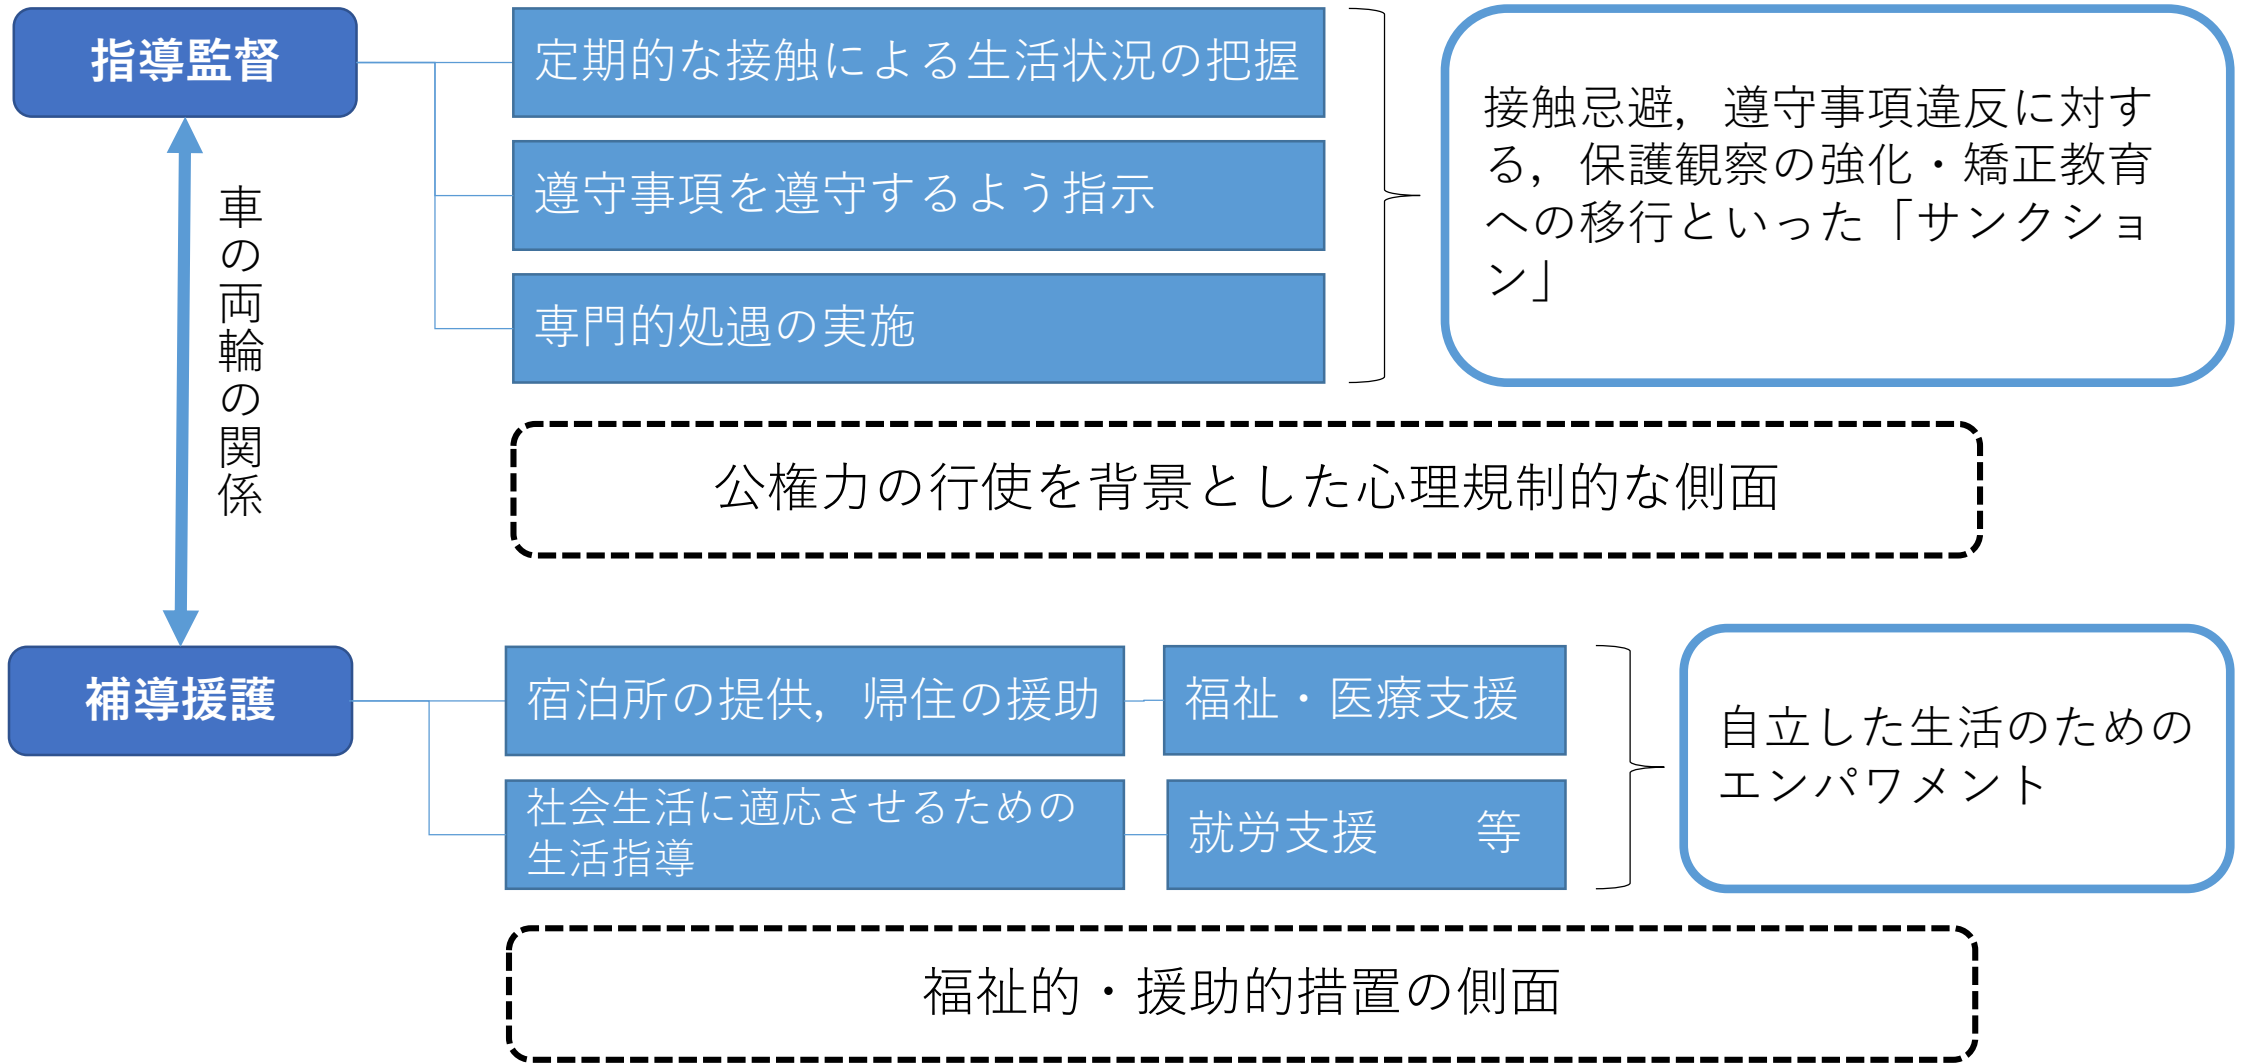 指導監督
定期的な接触による生活状況の把握
遵守事項を遵守するよう指示
専門的処遇の実施
接触忌避，遵守事項違反に対す
る，保護観察の強化・矯正教育
への移行といった「サンクショ
ン」
車の両輪の関係
公権力の行使を背景とした心理規制的な側面
補導援護
宿泊所の提供，帰住の援助
福祉・医療支援
社会生活に適応させるための
生活指導
就労支援　　等
自立した生活のための
エンパワメント
福祉的・援助的措置の側面